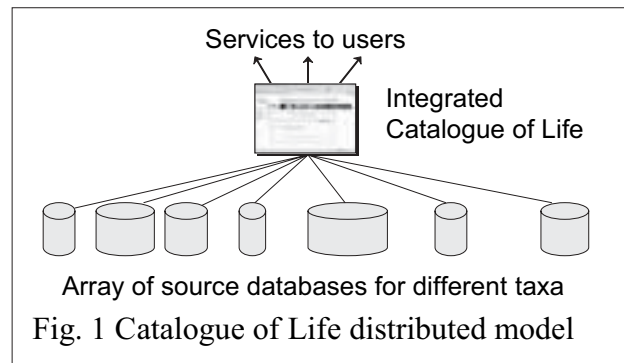 Services to users
Integrated
Catalogue of Life
Array of source databases for different taxa
Fig. 1 Catalogue of Life distributed model